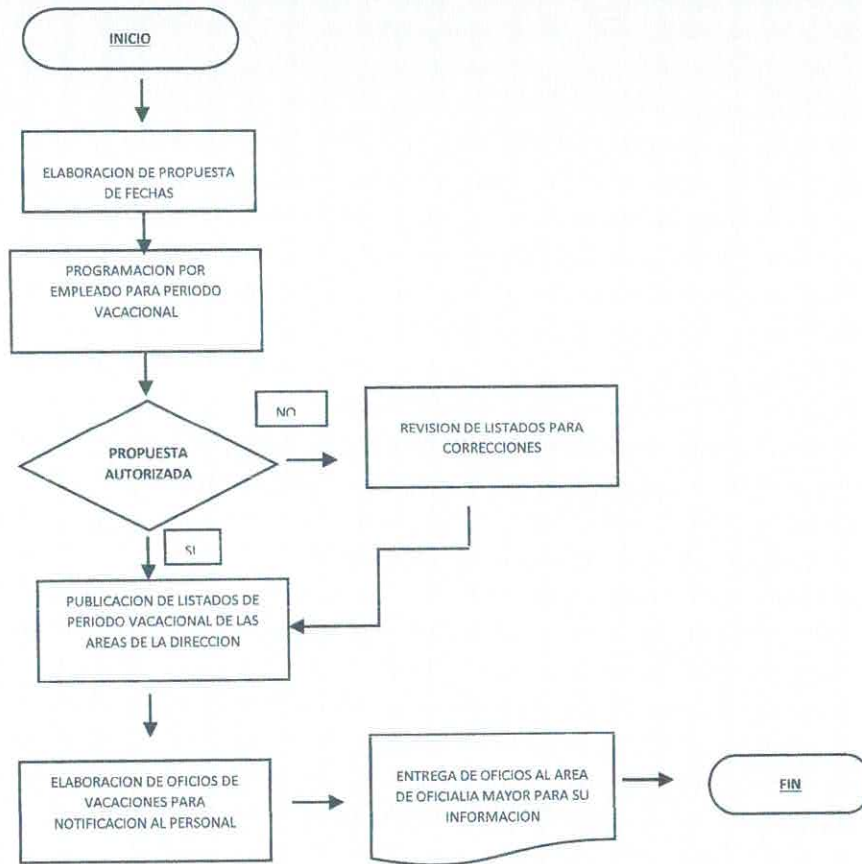 INICIO
ELABORACION DE PROPUESTA
DE FECHAS
PROGRAMACION POR
EMPLEADO PARA PERIODO
VACACIONAL
PROPUESTA
AUTORIZADA
NO
REVISION DE LISTADOS PARA
CORRECCIONES
SI
PUBLICACION DE LISTADOS DE
PERIODO VACACIONAL DE LAS
AREAS DE LA DIRECCION
ELABORACION DE OFICIOS DE
VACACIONES PARA
NOTIFICACION AL PERSONAL
ENTREGA DE OFICIOS AL AREA
DE OFICIALIA MAYOR PARA SU
INFORMACION
FIN